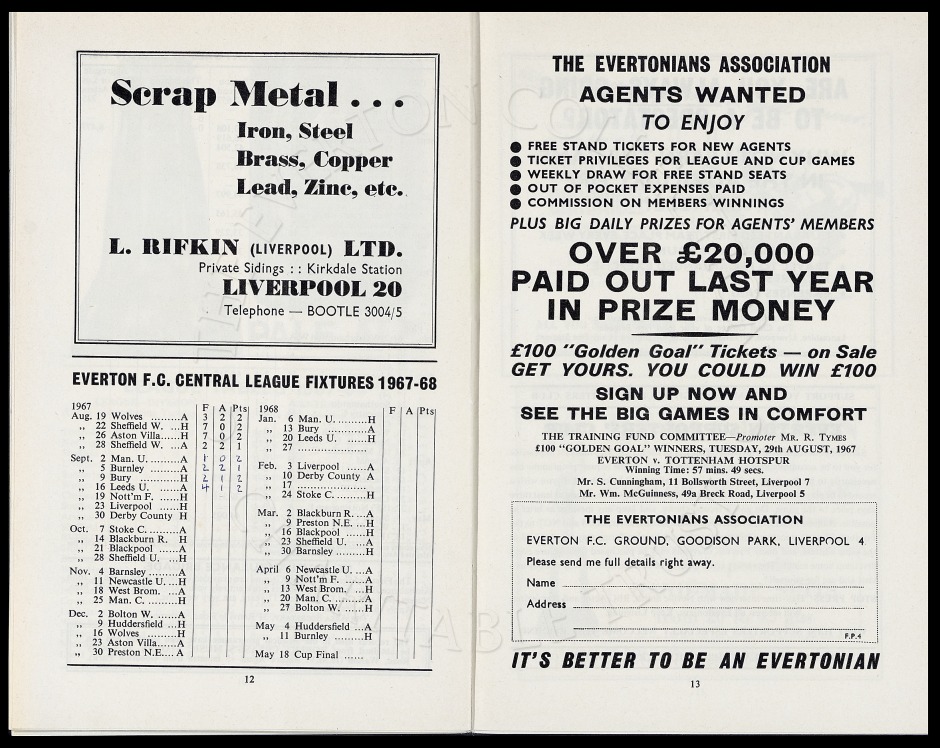 Scrap Metal . . .
Iron, Steel
Brass, Copper
Lead, Zinc, etc.
L. RIFKIN (LIVERPOOL) LTD.
Private Sidings : : Kirkdale Station
LIVERPOOL 20
Telephone — BOOTLE 3004/5
EVERTON F.C. CENTRAL LEAGUE FIXTURES 1967-68
1967 F A Pts
Aug. 19 Wolves .........A 3 2 2
,, 22 Sheffield W. ...H 7 0 2
,, 26 Aston Villa......H 7 0 2
,, 28 Sheffield W. ...A 2 2 1
Sept. 2 Man. U..........A 1 0 2
,, 5 Burnley .........A 2 2 1
,, 9 Bury ............H 2 1 2
,, 16 Leeds U. .......A 4 1 2
,, 19 Nott'm F. ......H
,, 23 Liverpool ......H
,, 30 Derby County H
Oct. 7 Stoke C. .........A
,, 14 Blackburn R. H
,, 21 Blackpool ......A
,, 28 Sheffield U. ...H
Nov. 4 Barnsley .........A
,, 11 Newcastle U. ...H
,, 18 West Brom. ...A
,, 25 Man. C. .........H
Dec. 2 Bolton W. ......A
,, 9 Huddersfield ...H
,, 16 Wolves .........H
,, 23 Aston Villa......A
,, 30 Preston N.E.... A
1968 F A Pts
Jan. 6 Man. U. .........H
,, 13 Bury ............A
,, 20 Leeds U. .........H
,, 27 .....................
Feb. 3 Liverpool ......A
,, 10 Derby County A
,, 17 .....................
,, 24 Stoke C. .........H
Mar. 2 Blackburn R. ...A
,, 9 Preston N.E. ...H
,, 16 Blackpool ......H
,, 23 Sheffield U. ...A
,, 30 Barnsley .........H
April 6 Newcastle U. ...A
,, 9 Nott'm F. ......A
,, 13 West Brom. ...H
,, 20 Man. C. .........A
,, 27 Bolton W. ......H
May 4 Huddersfield ...A
,, 11 Burnley .........H
May 18 Cup Final ......
12
THE EVERTONIANS ASSOCIATION
AGENTS WANTED
TO ENJOY
● FREE STAND TICKETS FOR NEW AGENTS
● TICKET PRIVILEGES FOR LEAGUE AND CUP GAMES
● WEEKLY DRAW FOR FREE STAND SEATS
● OUT OF POCKET EXPENSES PAID
● COMMISSION ON MEMBERS WINNINGS
PLUS BIG DAILY PRIZES FOR AGENTS' MEMBERS
OVER £20,000
PAID OUT LAST YEAR
IN PRIZE MONEY
£100 "Golden Goal" Tickets — on Sale
GET YOURS. YOU COULD WIN £100
SIGN UP NOW AND
SEE THE BIG GAMES IN COMFORT
THE TRAINING FUND COMMITTEE—Promoter MR. R. TYMES
£100 "GOLDEN GOAL" WINNERS, TUESDAY, 29th AUGUST, 1967
EVERTON v. TOTTENHAM HOTSPUR
Winning Time: 57 mins. 49 secs.
Mr. S. Cunningham, 11 Bollsworth Street, Liverpool 7
Mr. Wm. McGuinness, 49a Breck Road, Liverpool 5
THE EVERTONIANS ASSOCIATION
EVERTON F.C. GROUND, GOODISON PARK, LIVERPOOL 4
Please send me full details right away.
Name
Address
F.P.4
IT'S BETTER TO BE AN EVERTONIAN
13